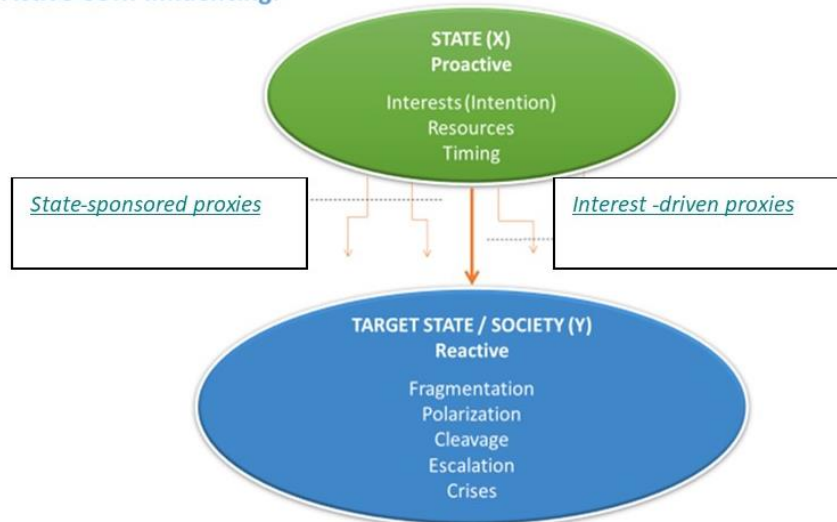 STATE (X)
Proactive
Interests (Intention)
Resources
Timing
State-sponsored proxies
Interest -driven proxies
TARGET STATE / SOCIETY (Y)
Reactive
Fragmentation
Polarization
Cleavage
Escalation
Crises